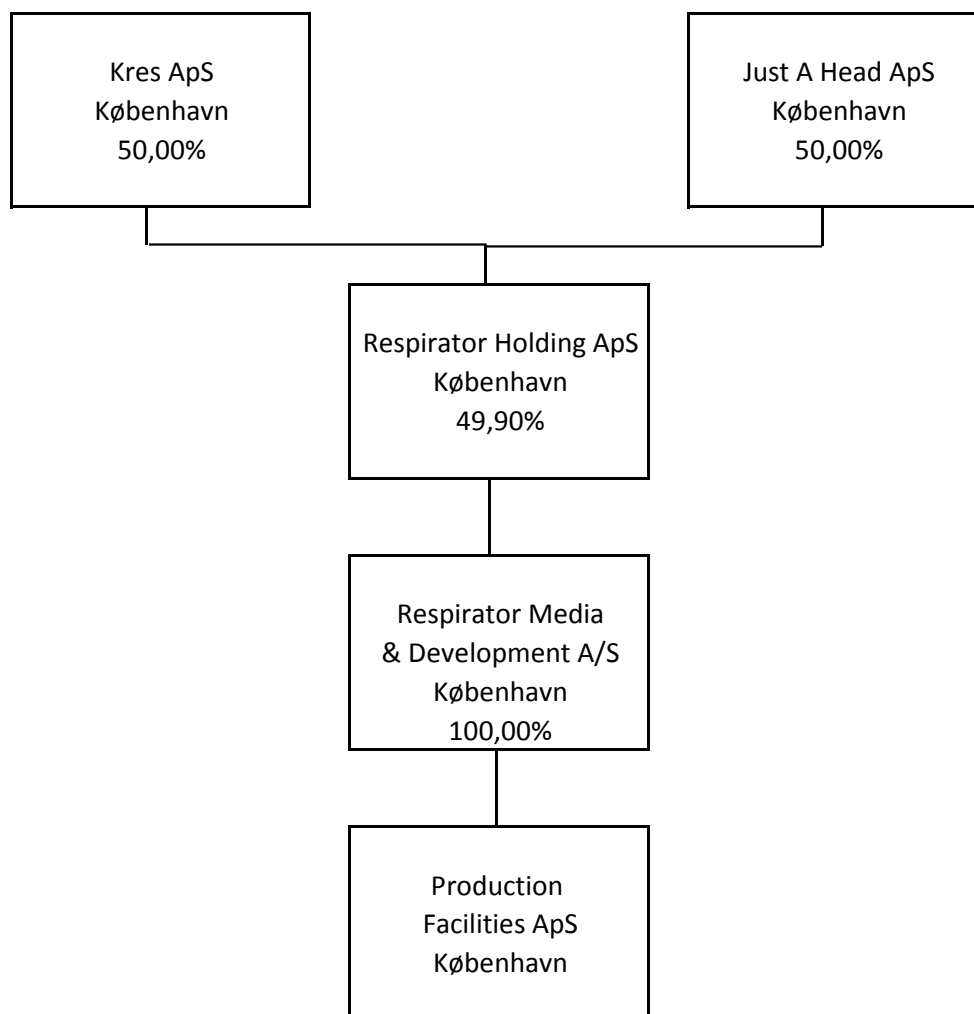 Kres ApS
København
50,00%
Just A Head ApS
København
50,00%
Respirator Holding ApS
København
49,90%
Respirator Media
& Development A/S
København
100,00%
Production
Facilities ApS
København